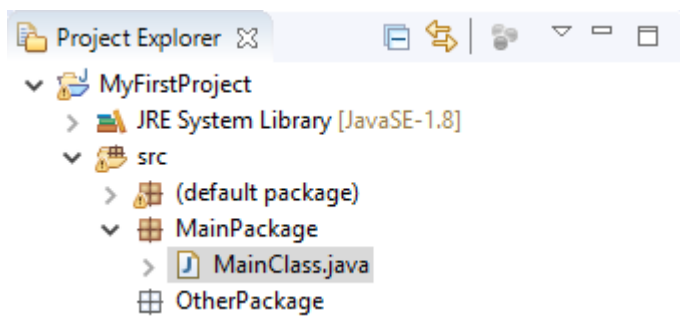 Project Explorer
MyFirstProject
JRE System Library [JavaSE-1.8]
src
(default package)
MainPackage
MainClass.java
OtherPackage